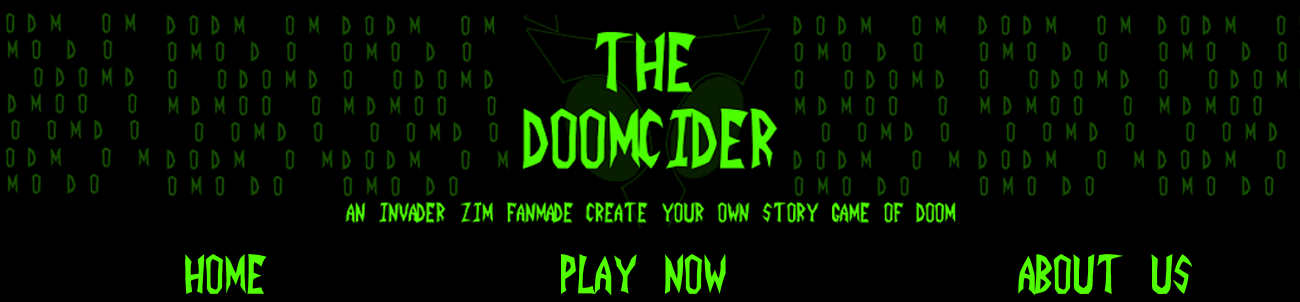 THE
DOOMCIDER
AN INVADER ZIM FANMADE CREATE YOUR OWN STORY GAME OF DOOM
HOME PLAY NOW ABOUT US